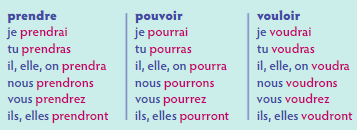 prendre
je prendrai
tu prendras
il, elle, on prendra
nous prendrons
vous prendrez
ils, elles prendront
pouvoir
je pourrai
tu pourras
il, elle, on pourra
nous pourrons
vous pourrez
ils, elles pourront
vouloir
je voudrai
tu voudras
il, elle, on voudra
nous voudrons
vous voudrez
ils, elles voudront